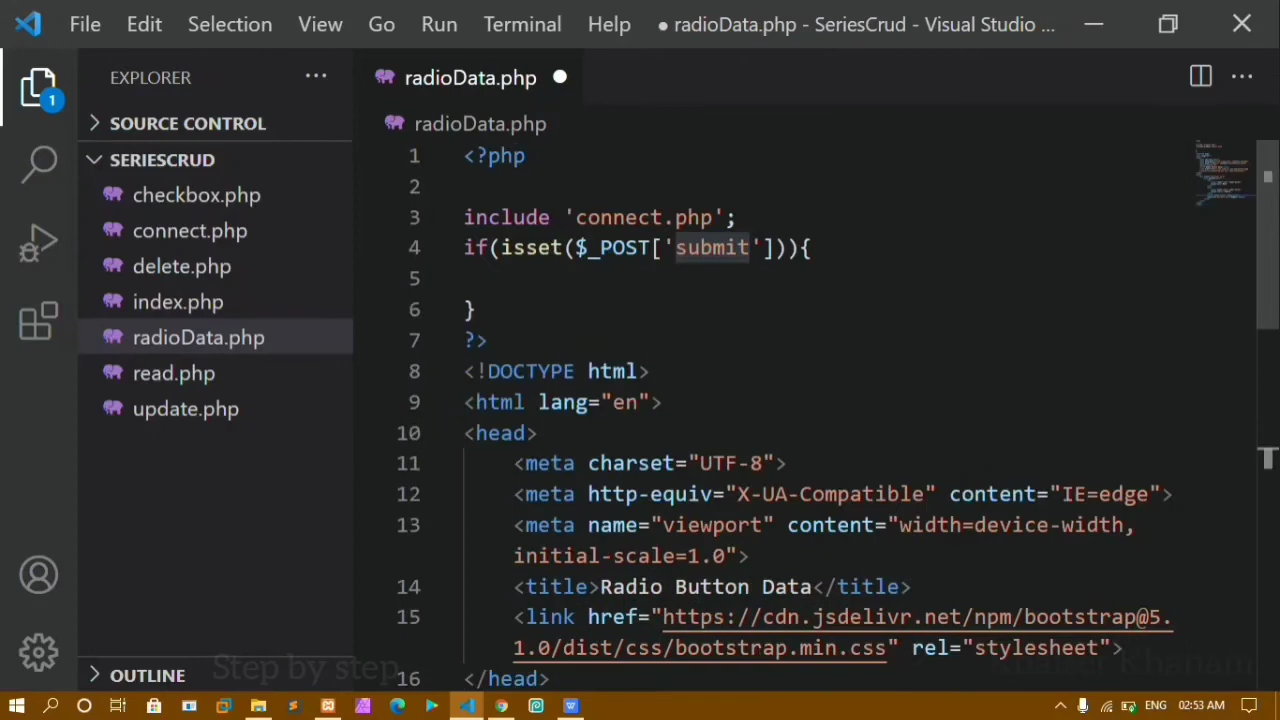 File Edit Selection View Go Run Terminal Help ● radioData.php - SeriesCrud - Visual Studio ...
EXPLORER ...
radioData.php ●
1
SOURCE CONTROL
radioData.php
SERIESCRUD
checkbox.php
connect.php
delete.php
index.php
radioData.php
read.php
update.php
OUTLINE
1 <?php
2
3 include 'connect.php';
4 if(isset($_POST['submit'])){
5
6 }
7 ?>
8 <!DOCTYPE html>
9 <html lang="en">
10 <head>
11 <meta charset="UTF-8">
12 <meta http-equiv="X-UA-Compatible" content="IE=edge">
13 <meta name="viewport" content="width=device-width,
initial-scale=1.0">
14 <title>Radio Button Data</title>
15 <link href="https://cdn.jsdelivr.net/npm/bootstrap@5.
1.0/dist/css/bootstrap.min.css" rel="stylesheet">
16 </head>
Step by step
Khanam
ENG 02:53 AM